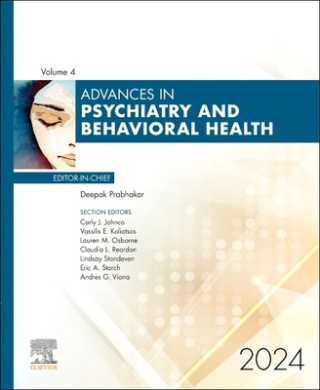 Volume 4
ADVANCES IN
PSYCHIATRY AND
BEHAVIORAL HEALTH
EDITOR-IN-CHIEF
Deepak Prabhakar
SECTION EDITORS
Carly J. Johnco
Vassilis E. Koliatsos
Lauren M. Osborne
Claudia L. Reardon
Lindsay Standeven
Eric A. Storch
Andres G. Viana
ELSEVIER
2024